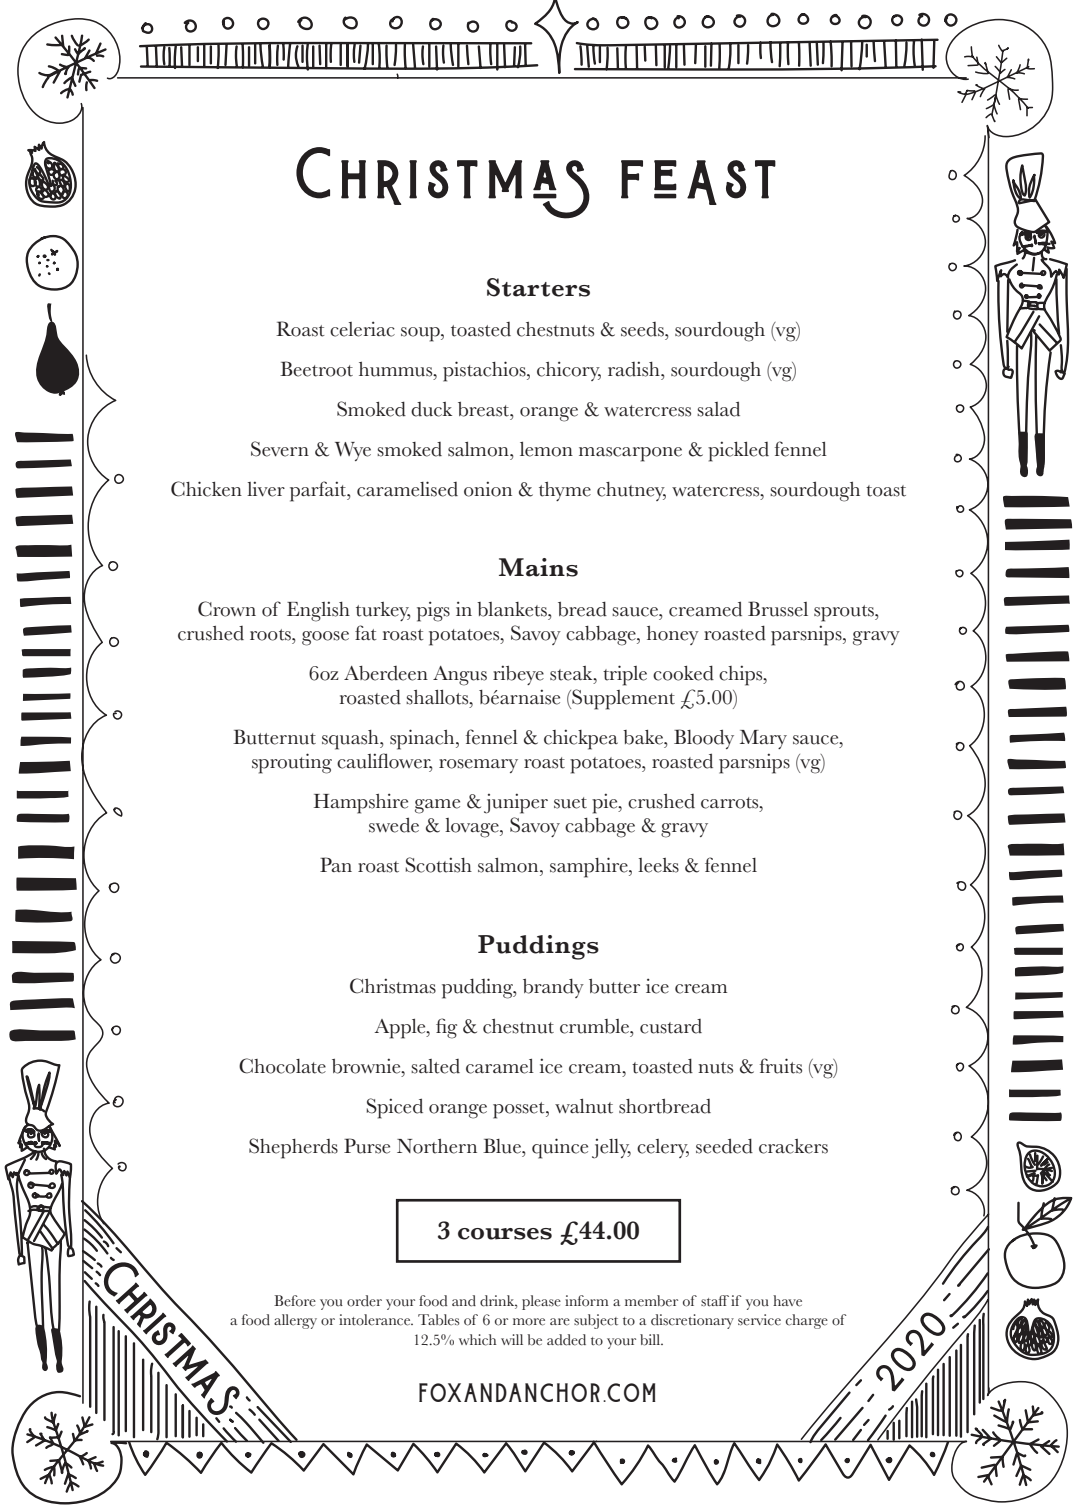 CHRISTMAS FEAST
Starters
Roast celeriac soup, toasted chestnuts & seeds, sourdough (vg)
Beetroot hummus, pistachios, chicory, radish, sourdough (vg)
Smoked duck breast, orange & watercress salad
Severn & Wye smoked salmon, lemon mascarpone & pickled fennel
Chicken liver parfait, caramelised onion & thyme chutney, watercress, sourdough toast
Mains
Crown of English turkey, pigs in blankets, bread sauce, creamed Brussel sprouts,
crushed roots, goose fat roast potatoes, Savoy cabbage, honey roasted parsnips, gravy
6oz Aberdeen Angus ribeye steak, triple cooked chips,
roasted shallots, béarnaise (Supplement £5.00)
Butternut squash, spinach, fennel & chickpea bake, Bloody Mary sauce,
sprouting cauliflower, rosemary roast potatoes, roasted parsnips (vg)
Hampshire game & juniper suet pie, crushed carrots,
swede & lovage, Savoy cabbage & gravy
Pan roast Scottish salmon, samphire, leeks & fennel
Puddings
Christmas pudding, brandy butter ice cream
Apple, fig & chestnut crumble, custard
Chocolate brownie, salted caramel ice cream, toasted nuts & fruits (vg)
Spiced orange posset, walnut shortbread
Shepherds Purse Northern Blue, quince jelly, celery, seeded crackers
3 courses £44.00
Before you order your food and drink, please inform a member of staff if you have
a food allergy or intolerance. Tables of 6 or more are subject to a discretionary service charge of
12.5% which will be added to your bill.
CHRISTMAS
2020
FOXANDANCHOR.COM